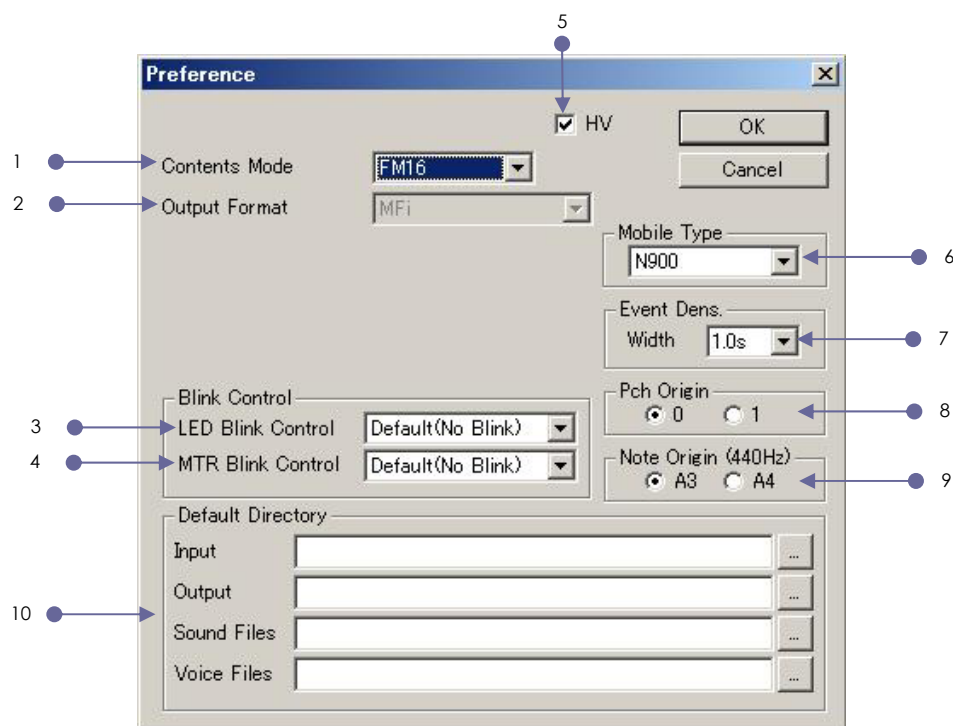 5
Preference
HV
OK
1
Contents Mode
FM16
Cancel
2
Output Format
MFi
Mobile Type
N900
6
Event Dens.
Width
1.0s
7
Blink Control
Pch Origin
0
1
8
3
LED Blink Control
Default(No Blink)
4
MTR Blink Control
Default(No Blink)
Note Origin (440Hz)
A3
A4
9
Default Directory
Input
...
Output
...
10
Sound Files
...
Voice Files
...